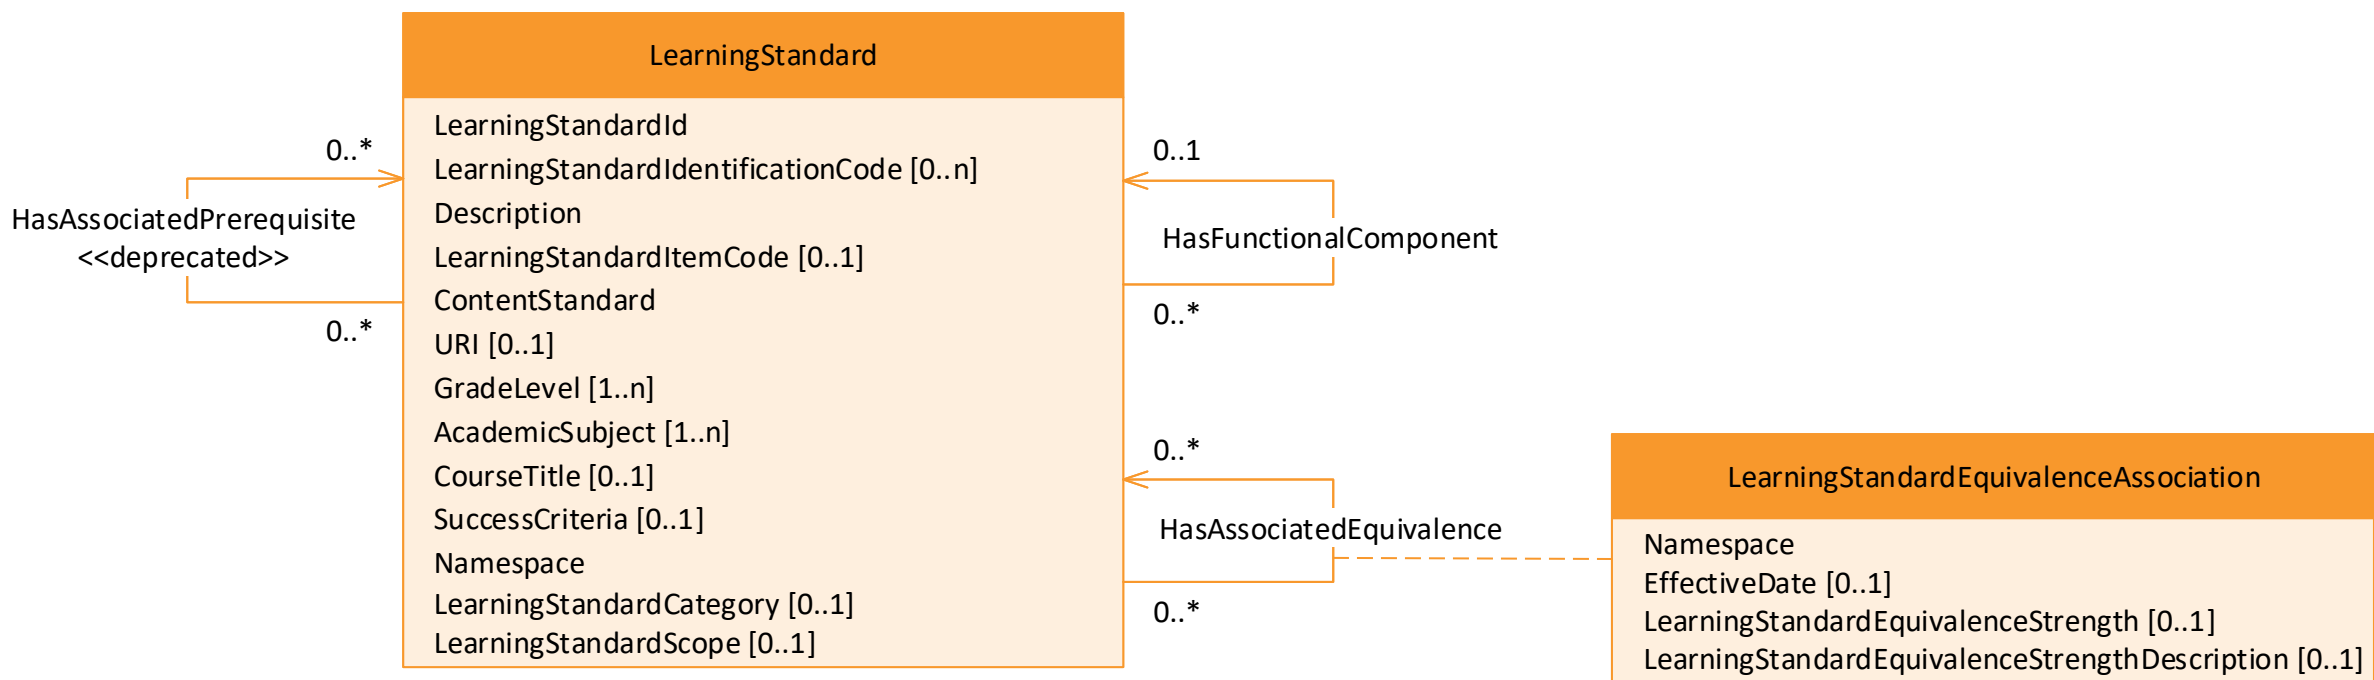 LearningStandard
LearningStandardId
LearningStandardIdentificationCode [0..n]
Description
LearningStandardItemCode [0..1]
ContentStandard
URI [0..1]
GradeLevel [1..n]
AcademicSubject [1..n]
CourseTitle [0..1]
SuccessCriteria [0..1]
Namespace
LearningStandardCategory [0..1]
LearningStandardScope [0..1]
0..*
HasAssociatedPrerequisite
<<deprecated>>
0..*
0..1
HasFunctionalComponent
0..*
0..*
HasAssociatedEquivalence
0..*
LearningStandardEquivalenceAssociation
Namespace
EffectiveDate [0..1]
LearningStandardEquivalenceStrength [0..1]
LearningStandardEquivalenceStrengthDescription [0..1]